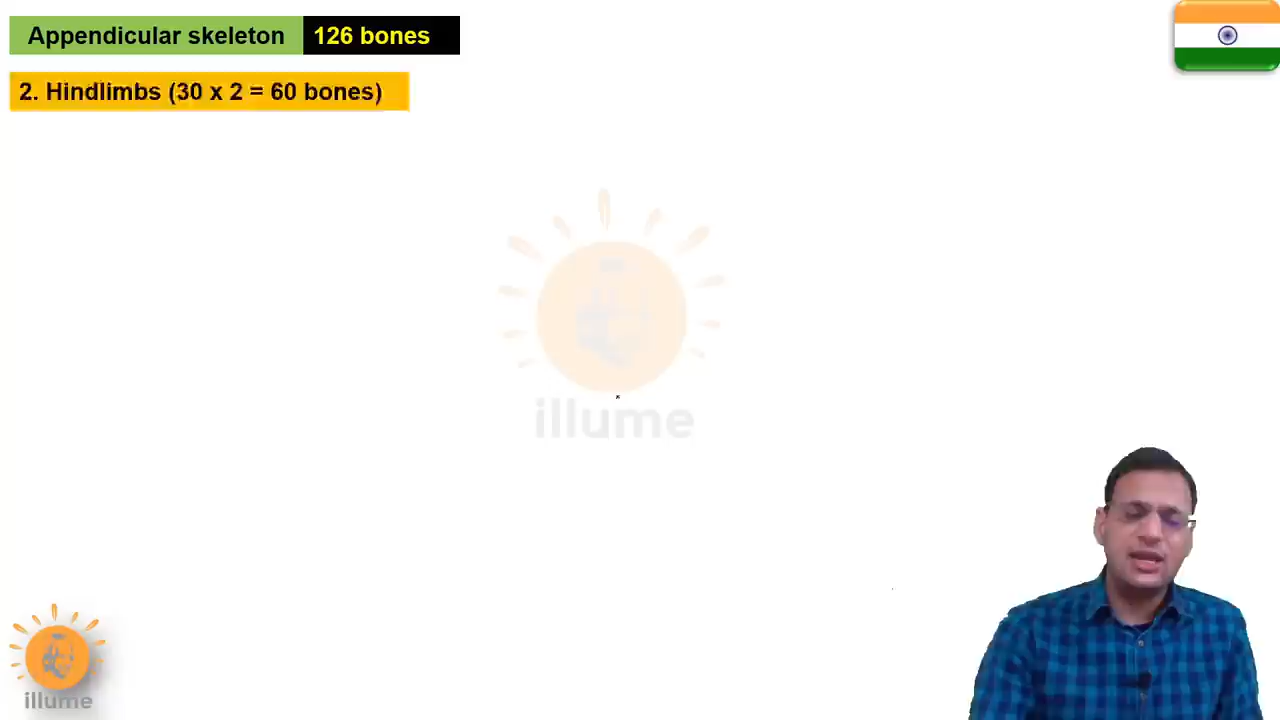 Appendicular skeleton 126 bones
2. Hindlimbs (30 x 2 = 60 bones)
illume
illume